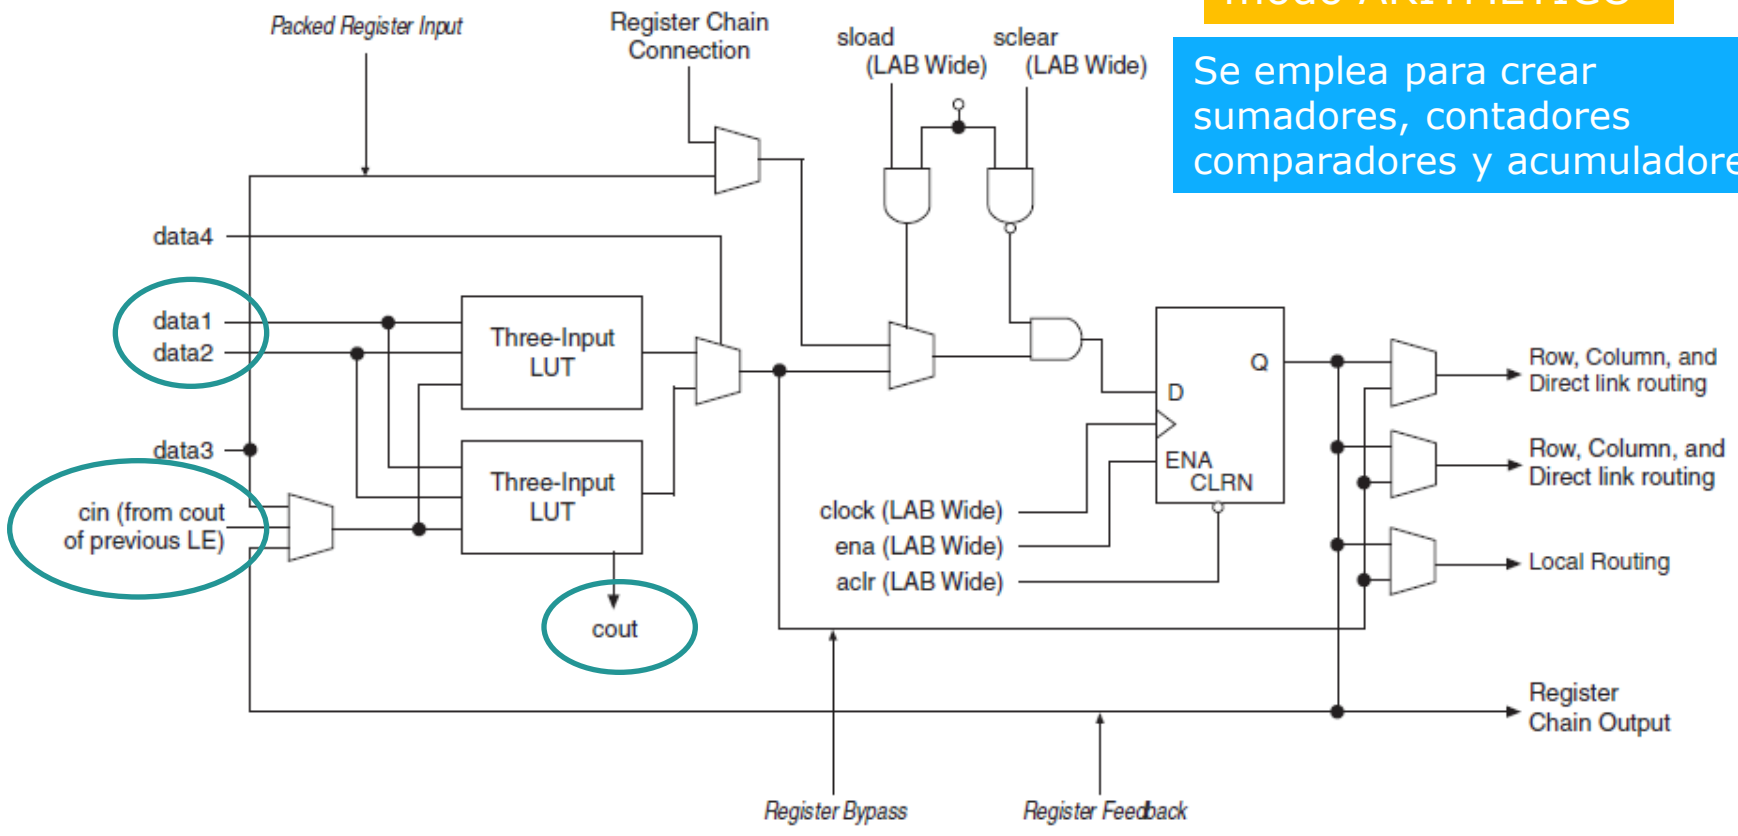 modo ARITMETICO
Se emplea para crear
sumadores, contadores
comparadores y acumuladore
Packed Register Input
Register Chain
Connection
sload
(LAB Wide)
sclear
(LAB Wide)
data4
data1
data2
data3
cin (from cout
of previous LE)
Three-Input
LUT
Three-Input
LUT
cout
D
Q
ENA
CLRN
clock (LAB Wide)
ena (LAB Wide)
aclr (LAB Wide)
Row, Column, and
Direct link routing
Row, Column, and
Direct link routing
Local Routing
Register
Chain Output
Register Bypass
Register Feedback